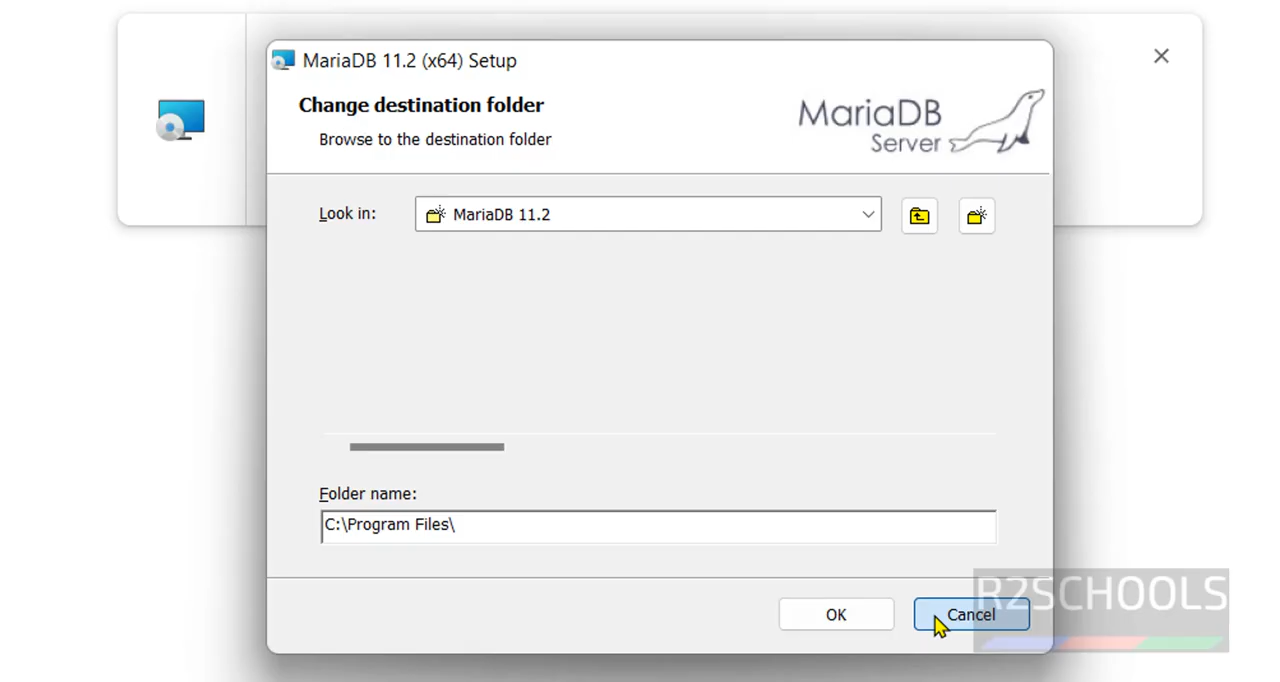 MariaDB 11.2 (x64) Setup
Change destination folder
Browse to the destination folder
MariaDB
Server
Look in:
MariaDB 11.2
Folder name:
C:\Program Files\
OK
Cancel
R2SCHOOLS